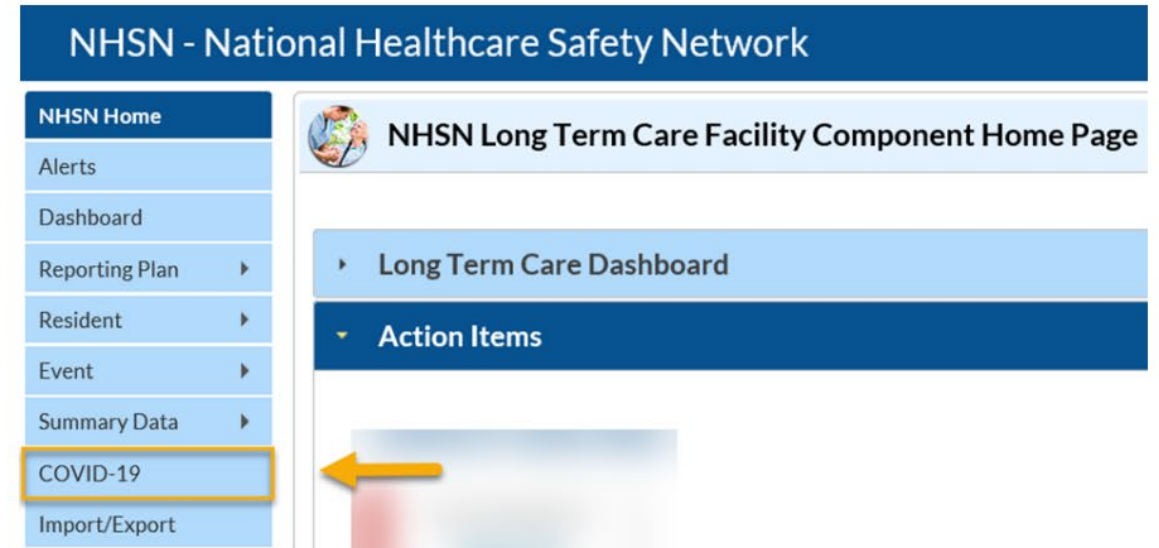 NHSN - National Healthcare Safety Network
NHSN Home
Alerts
Dashboard
Reporting Plan
Resident
Event
Summary Data
COVID-19
Import/Export
NHSN Long Term Care Facility Component Home Page
Long Term Care Dashboard
Action Items